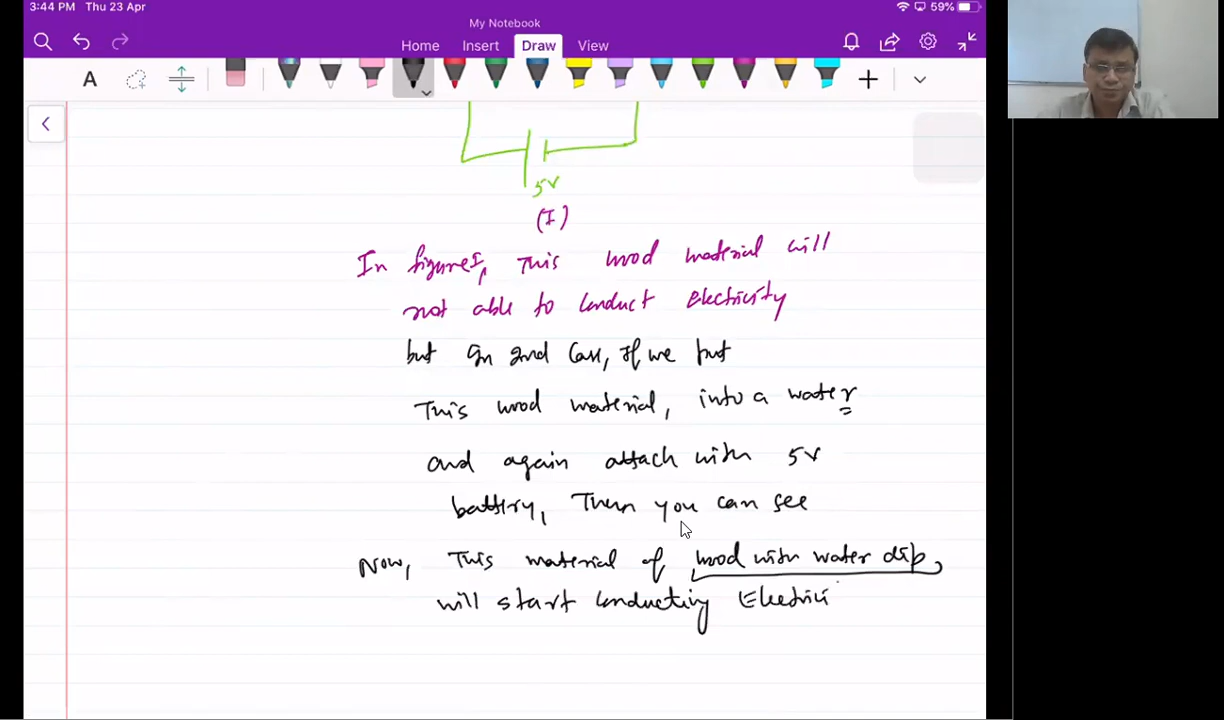 3:44 PM Thu 23 Apr
59%
My Notebook
Home Insert Draw View
A
5V
(I)
In figure I, This wood material will
not able to conduct electricity
but In 2nd Case, If we put
This wood material, into a water
and again attach with 5V
battery, Then you can see
Now, This material of wood with water dip,
will start conducting Electrici